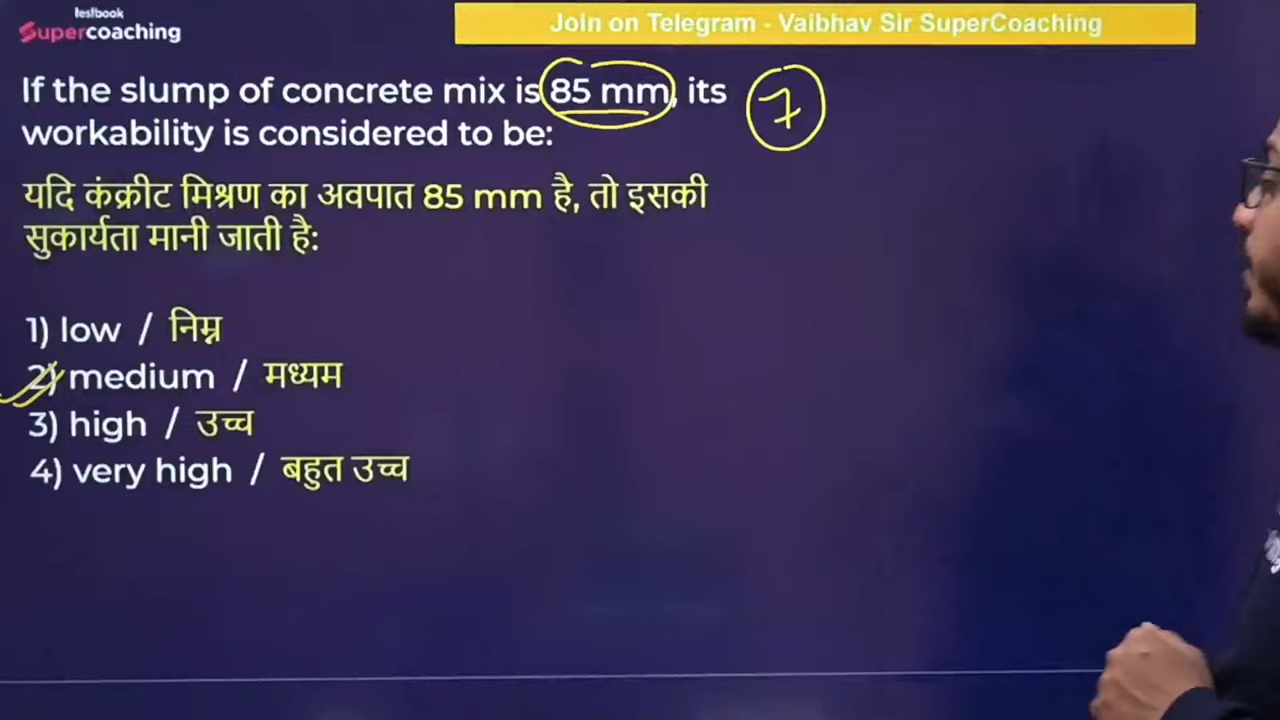 testbook
Supercoaching
Join on Telegram - Vaibhav Sir SuperCoaching
If the slump of concrete mix is 85 mm, its
workability is considered to be:
7
यदि कंक्रीट मिश्रण का अवपात 85 mm है, तो इसकी
सुकार्यता मानी जाती है:
1) low / निम्न
2) medium / मध्यम
3) high / उच्च
4) very high / बहुत उच्च